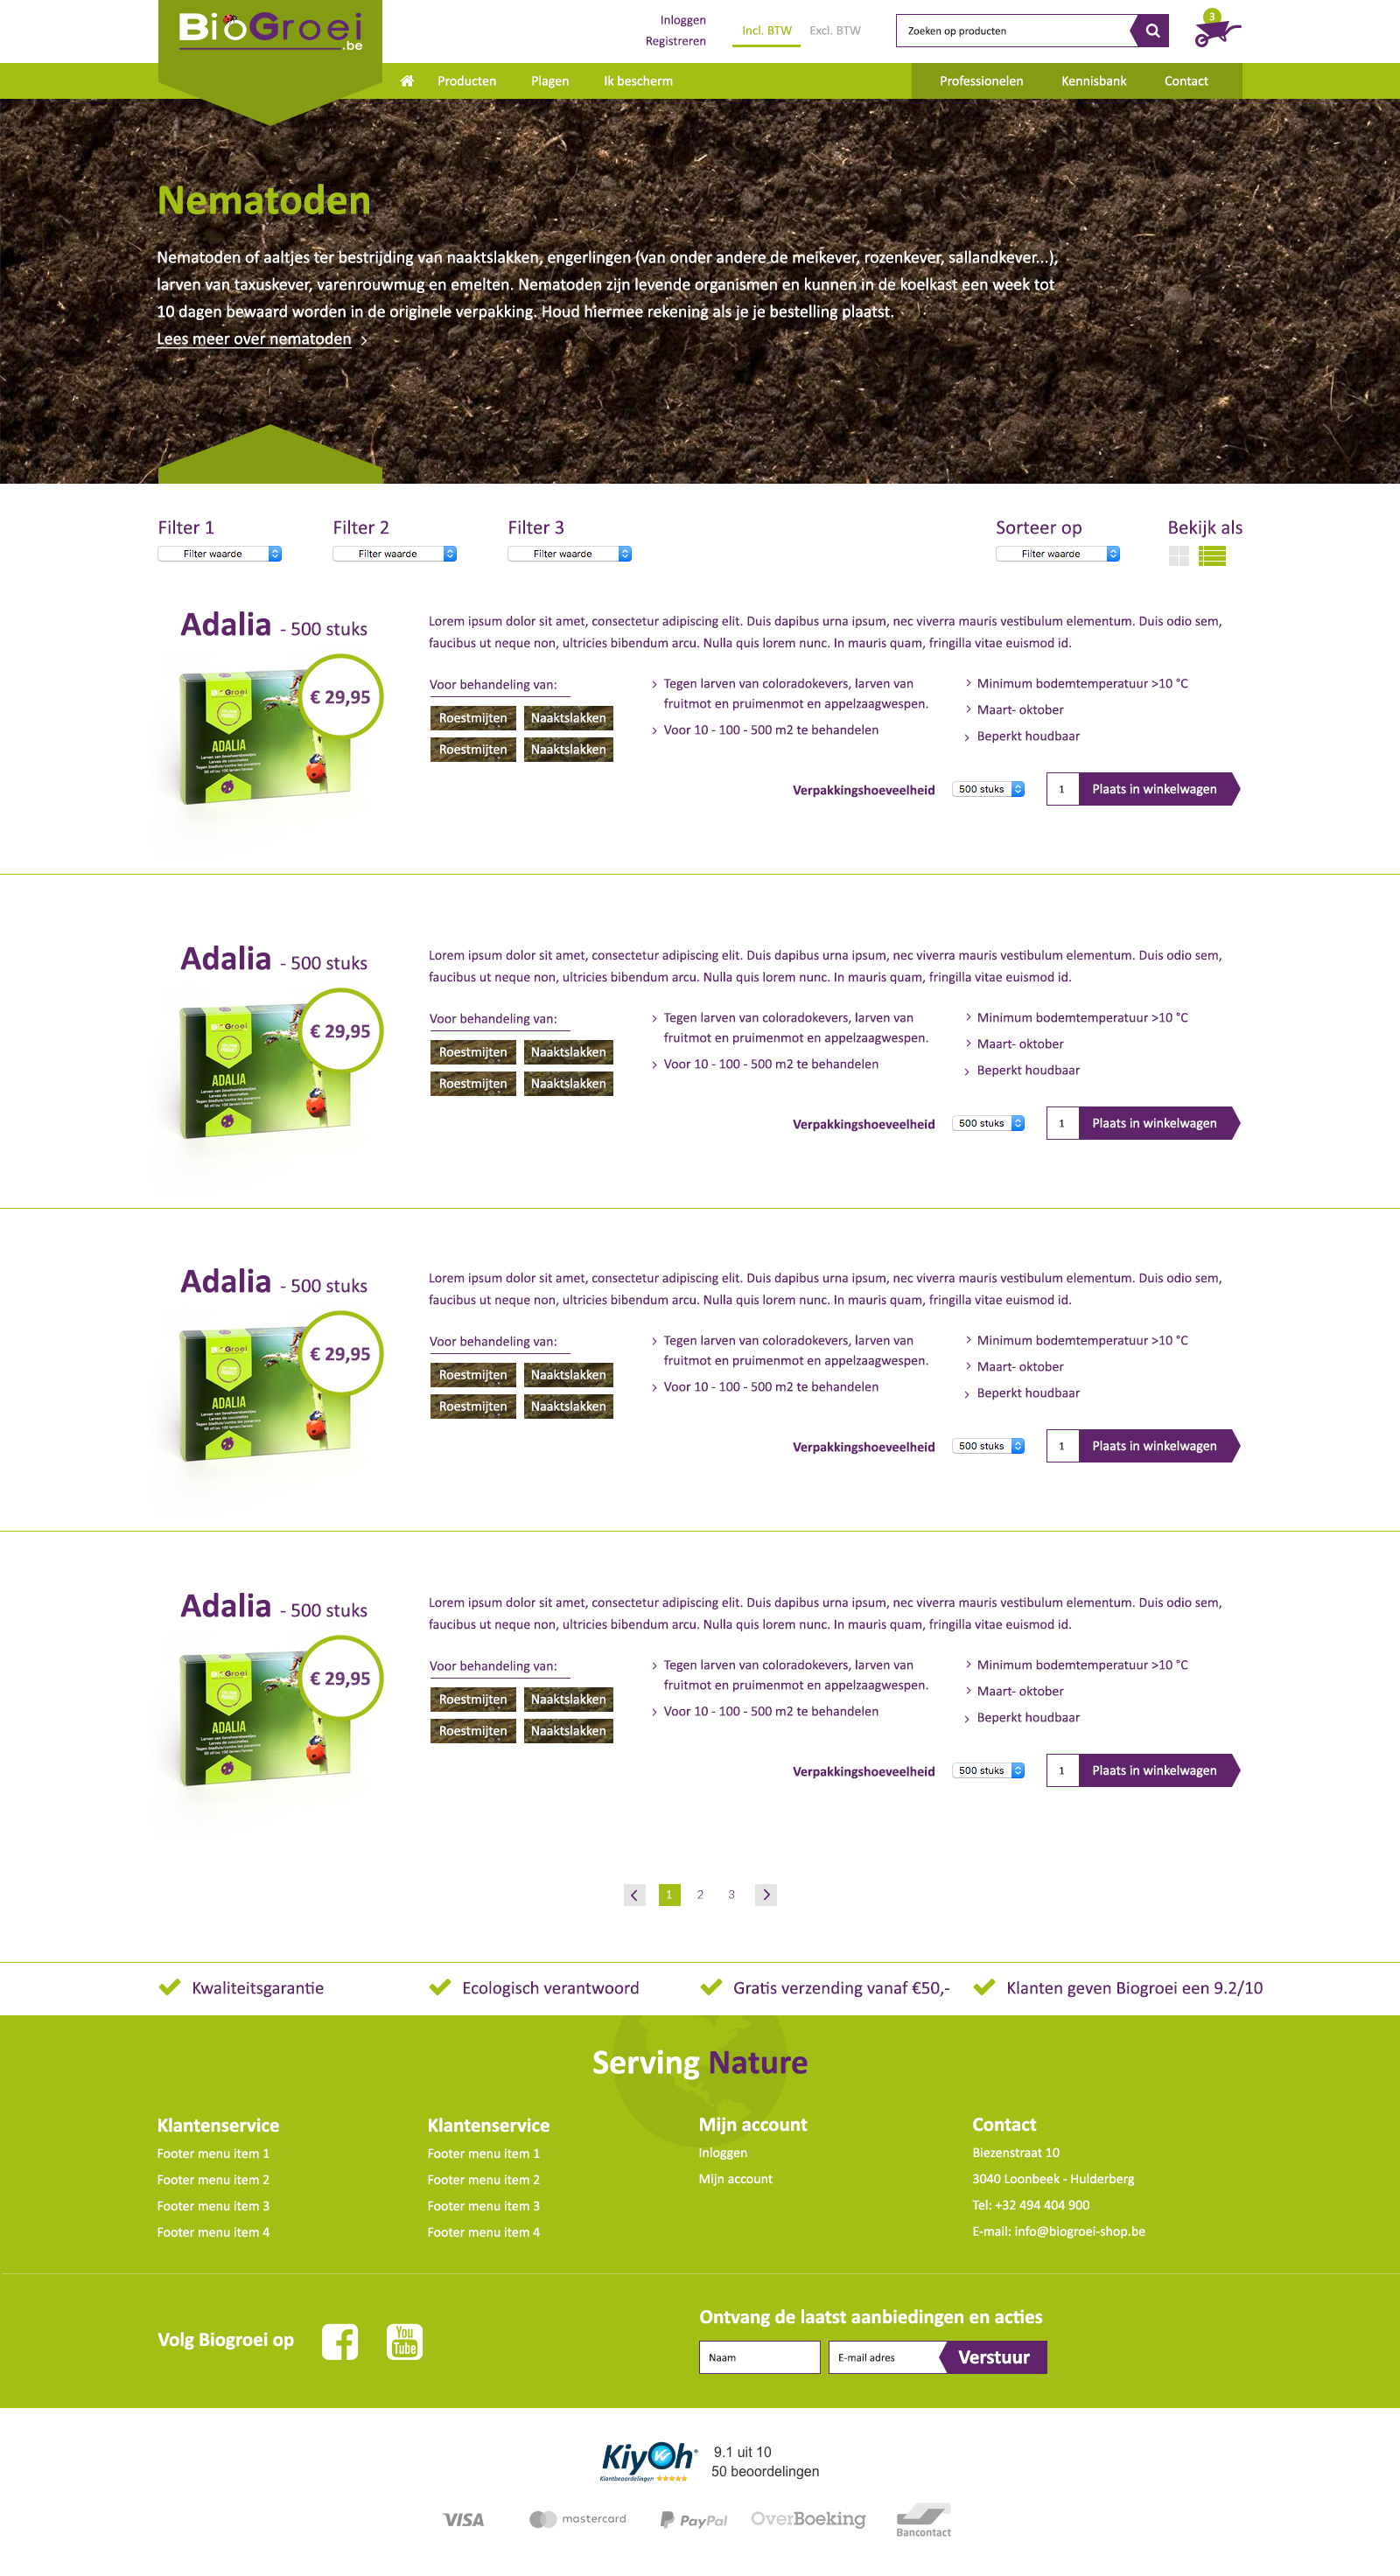 BioGroei
.be
Inloggen
Registreren
Incl. BTW
Excl. BTW
Zoeken op producten
3
Producten
Plagen
Ik bescherm
Professionelen
Kennisbank
Contact
Nematoden
Nematoden of aaltjes ter bestrijding van naaktslakken, engerlingen (van onder andere de meikever, rozenkever, sallandkever...),
larven van taxuskever, varenrouwmug en emelten. Nematoden zijn levende organismen en kunnen in de koelkast een week tot
10 dagen bewaard worden in de originele verpakking. Houd hiermee rekening als je je bestelling plaatst.
Lees meer over nematoden
Filter 1
Filter waarde
Filter 2
Filter waarde
Filter 3
Filter waarde
Sorteer op
Filter waarde
Bekijk als
Adalia - 500 stuks
BioGroei
ADALIA
€ 29,95
Lorem ipsum dolor sit amet, consectetur adipiscing elit. Duis dapibus urna ipsum, nec viverra mauris vestibulum elementum. Duis odio sem,
faucibus ut neque non, ultricies bibendum arcu. Nulla quis lorem nunc. In mauris quam, fringilla vitae euismod id.
Voor behandeling van:
Roestmijten
Naaktslakken
Roestmijten
Naaktslakken
Tegen larven van coloradokevers, larven van
fruitmot en pruimenmot en appelzaagwespen.
Voor 10 - 100 - 500 m2 te behandelen
Minimum bodemtemperatuur >10 °C
Maart- oktober
Beperkt houdbaar
Verpakkingshoeveelheid
500 stuks
1
Plaats in winkelwagen
Adalia - 500 stuks
BioGroei
ADALIA
€ 29,95
Lorem ipsum dolor sit amet, consectetur adipiscing elit. Duis dapibus urna ipsum, nec viverra mauris vestibulum elementum. Duis odio sem,
faucibus ut neque non, ultricies bibendum arcu. Nulla quis lorem nunc. In mauris quam, fringilla vitae euismod id.
Voor behandeling van:
Roestmijten
Naaktslakken
Roestmijten
Naaktslakken
Tegen larven van coloradokevers, larven van
fruitmot en pruimenmot en appelzaagwespen.
Voor 10 - 100 - 500 m2 te behandelen
Minimum bodemtemperatuur >10 °C
Maart- oktober
Beperkt houdbaar
Verpakkingshoeveelheid
500 stuks
1
Plaats in winkelwagen
Adalia - 500 stuks
BioGroei
ADALIA
€ 29,95
Lorem ipsum dolor sit amet, consectetur adipiscing elit. Duis dapibus urna ipsum, nec viverra mauris vestibulum elementum. Duis odio sem,
faucibus ut neque non, ultricies bibendum arcu. Nulla quis lorem nunc. In mauris quam, fringilla vitae euismod id.
Voor behandeling van:
Roestmijten
Naaktslakken
Roestmijten
Naaktslakken
Tegen larven van coloradokevers, larven van
fruitmot en pruimenmot en appelzaagwespen.
Voor 10 - 100 - 500 m2 te behandelen
Minimum bodemtemperatuur >10 °C
Maart- oktober
Beperkt houdbaar
Verpakkingshoeveelheid
500 stuks
1
Plaats in winkelwagen
Adalia - 500 stuks
BioGroei
ADALIA
€ 29,95
Lorem ipsum dolor sit amet, consectetur adipiscing elit. Duis dapibus urna ipsum, nec viverra mauris vestibulum elementum. Duis odio sem,
faucibus ut neque non, ultricies bibendum arcu. Nulla quis lorem nunc. In mauris quam, fringilla vitae euismod id.
Voor behandeling van:
Roestmijten
Naaktslakken
Roestmijten
Naaktslakken
Tegen larven van coloradokevers, larven van
fruitmot en pruimenmot en appelzaagwespen.
Voor 10 - 100 - 500 m2 te behandelen
Minimum bodemtemperatuur >10 °C
Maart- oktober
Beperkt houdbaar
Verpakkingshoeveelheid
500 stuks
1
Plaats in winkelwagen
1
2
3
Kwaliteitsgarantie
Ecologisch verantwoord
Gratis verzending vanaf €50,-
Klanten geven Biogroei een 9.2/10
Serving Nature
Klantenservice
Footer menu item 1
Footer menu item 2
Footer menu item 3
Footer menu item 4
Klantenservice
Footer menu item 1
Footer menu item 2
Footer menu item 3
Footer menu item 4
Mijn account
Inloggen
Mijn account
Contact
Biezenstraat 10
3040 Loonbeek - Hulderberg
Tel: +32 494 404 900
E-mail: info@biogroei-shop.be
Volg Biogroei op
You
Tube
Ontvang de laatst aanbiedingen en acties
Naam
E-mail adres
Verstuur
KiyOh
Klantbeoordelingen
9.1 uit 10
50 beoordelingen
VISA
mastercard
PayPal
OverBoeking
Bancontact